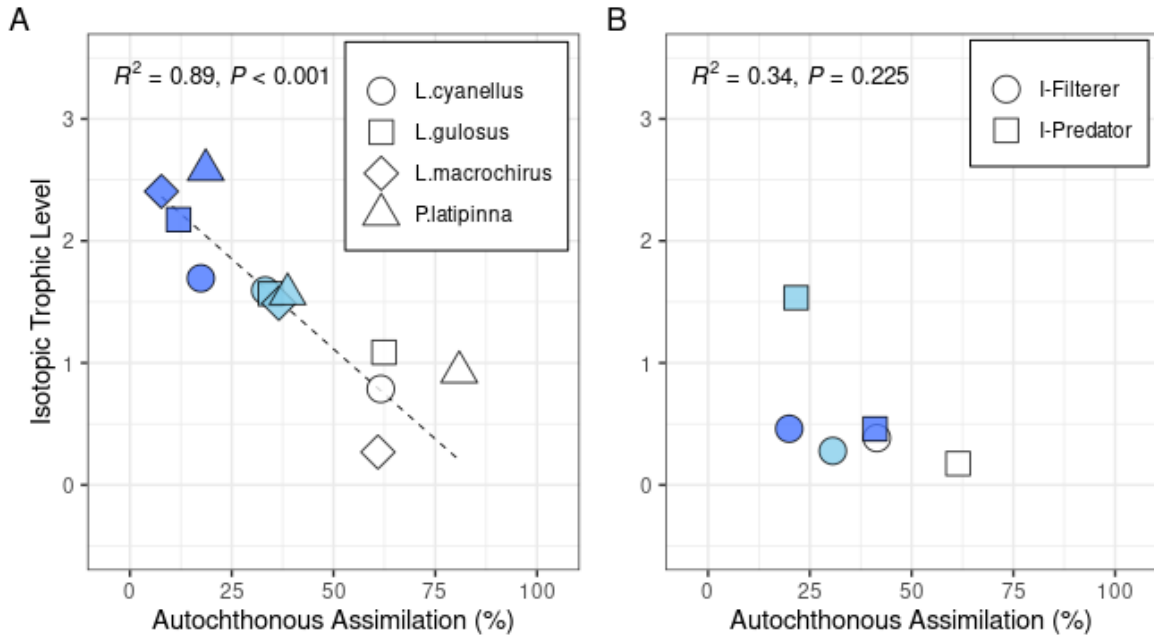 A
R² = 0.89, P < 0.001
L.cyanellus
L.gulosus
L.macrochirus
P.latipinna
Isotopic Trophic Level
3
2
1
0
0 25 50 75 100
Autochthonous Assimilation (%)
B
R² = 0.34, P = 0.225
I-Filterer
I-Predator
3
2
1
0
0 25 50 75 100
Autochthonous Assimilation (%)